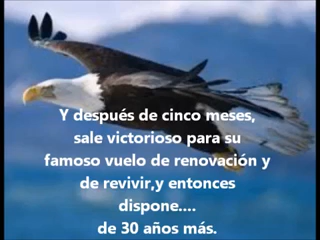 Y después de cinco meses,
sale victorioso para su
famoso vuelo de renovación y
de revivir,y entonces
dispone....
de 30 años más.